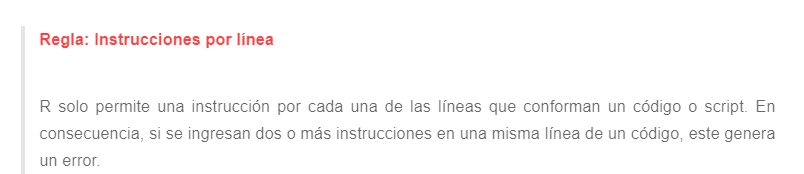 Regla: Instrucciones por línea
R solo permite una instrucción por cada una de las líneas que conforman un código o script. En
consecuencia, si se ingresan dos o más instrucciones en una misma línea de un código, este genera
un error.